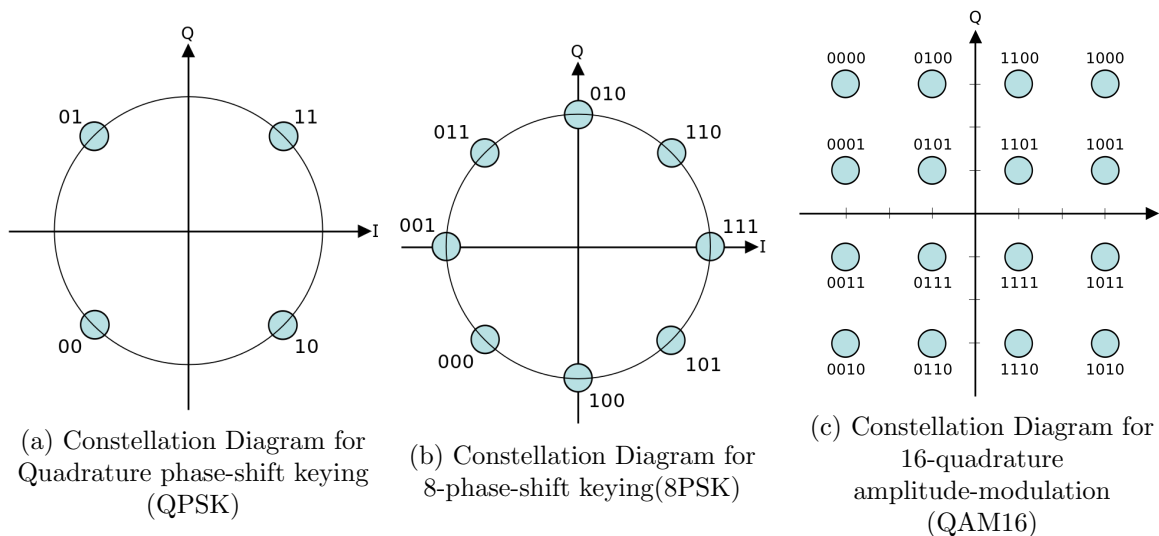 Q
01 11
I
00 10
(a) Constellation Diagram for
Quadrature phase-shift keying
(QPSK)
Q
010
011 110
001 111
I
000 101
100
(b) Constellation Diagram for
8-phase-shift keying(8PSK)
Q
0000 0100 1100 1000
0001 0101 1101 1001
0011 0111 1111 1011
0010 0110 1110 1010
(c) Constellation Diagram for
16-quadrature
amplitude-modulation
(QAM16)